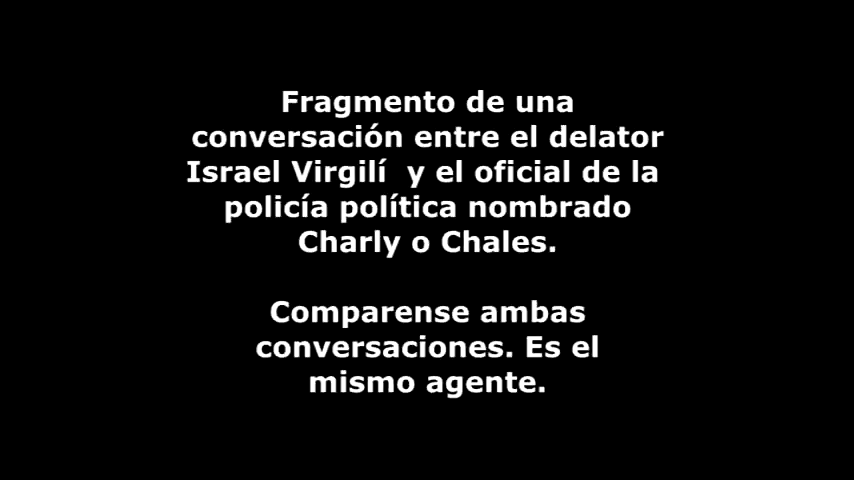 Fragmento de una
conversación entre el delator
Israel Virgilí y el oficial de la
policía política nombrado
Charly o Chales.
Comparense ambas
conversaciones. Es el
mismo agente.